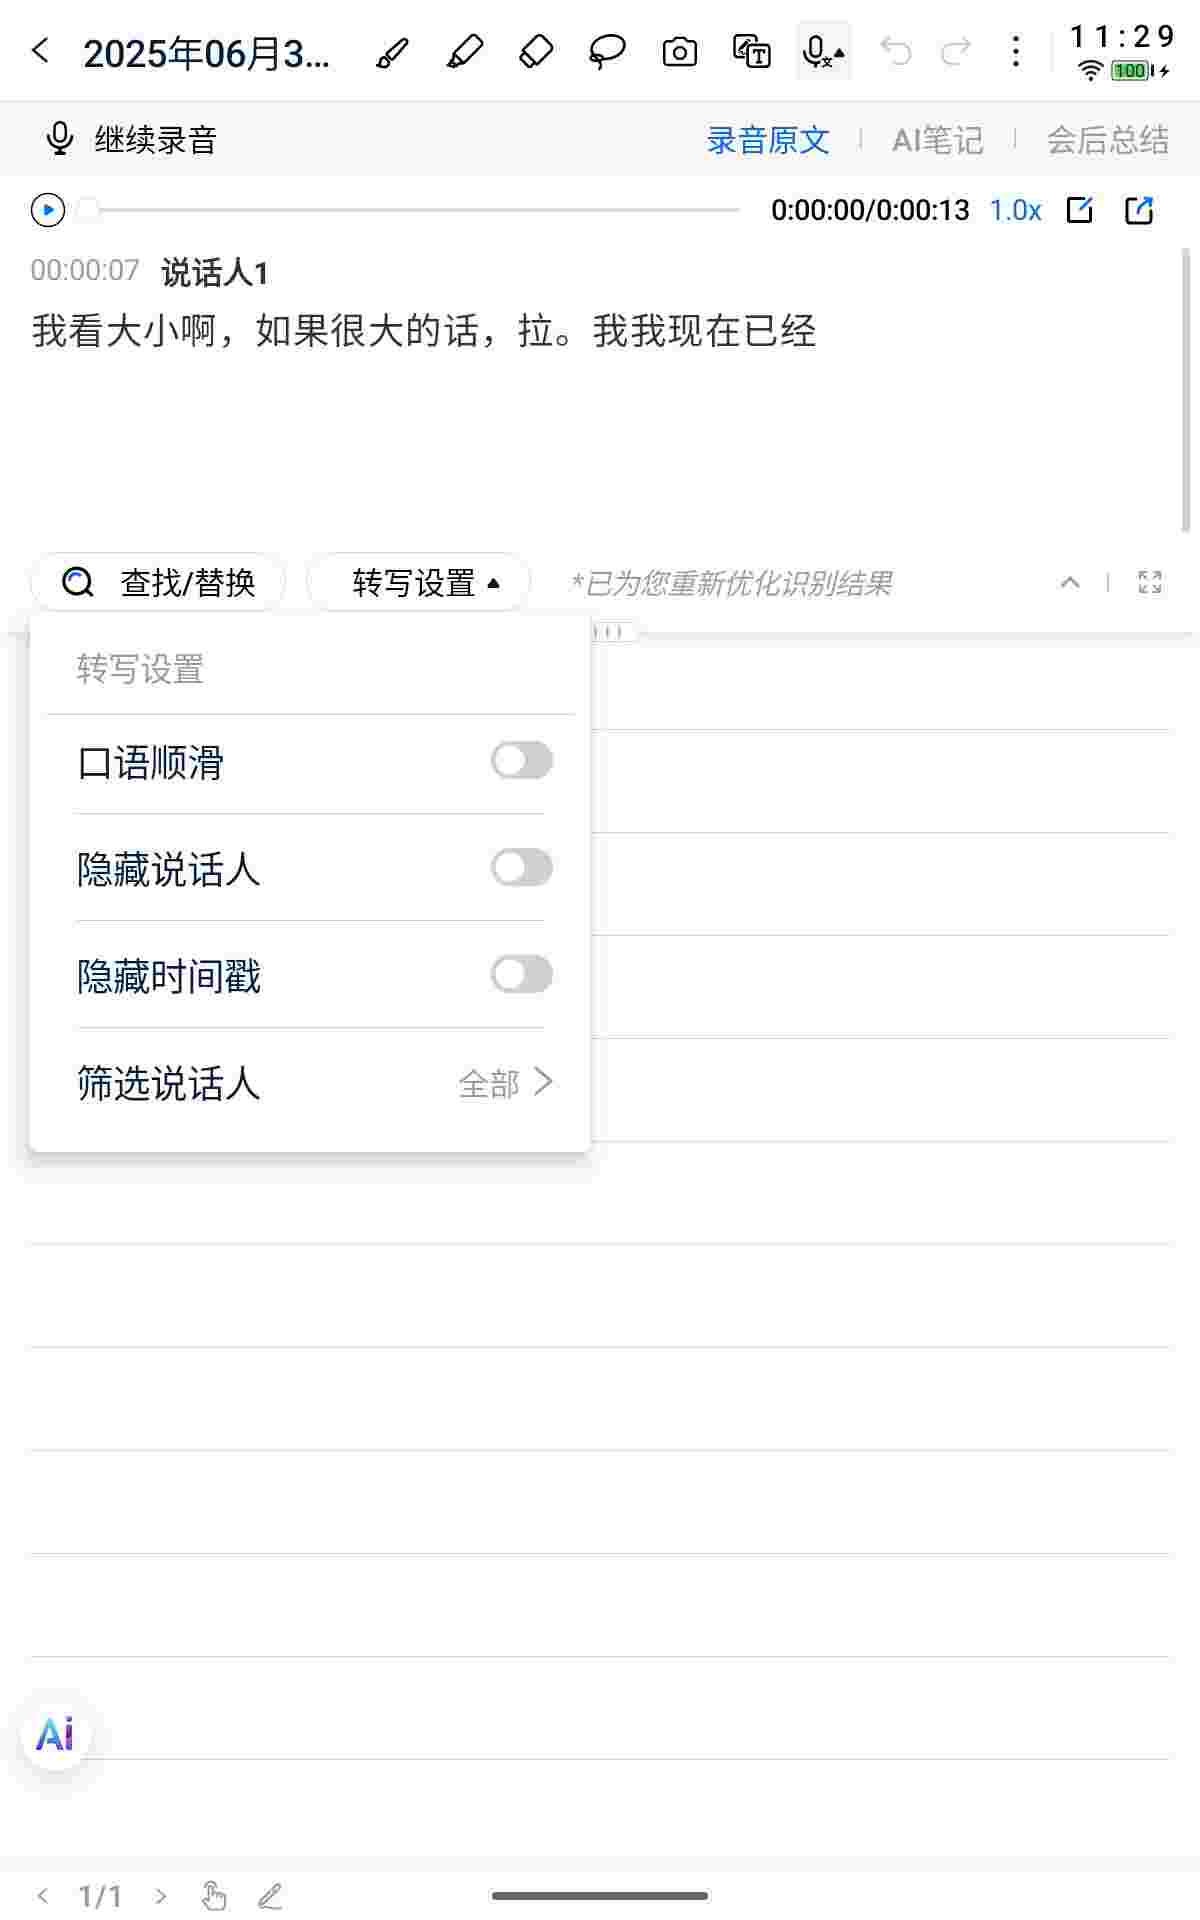 2025年06月3...
11:29
100
继续录音
录音原文
AI笔记
会后总结
0:00:00/0:00:13
1.0x
00:00:07 说话人1
我看大小啊，如果很大的话，拉。我我现在已经
查找/替换
转写设置
*已为您重新优化识别结果
转写设置
口语顺滑
隐藏说话人
隐藏时间戳
筛选说话人
全部
Ai
1/1